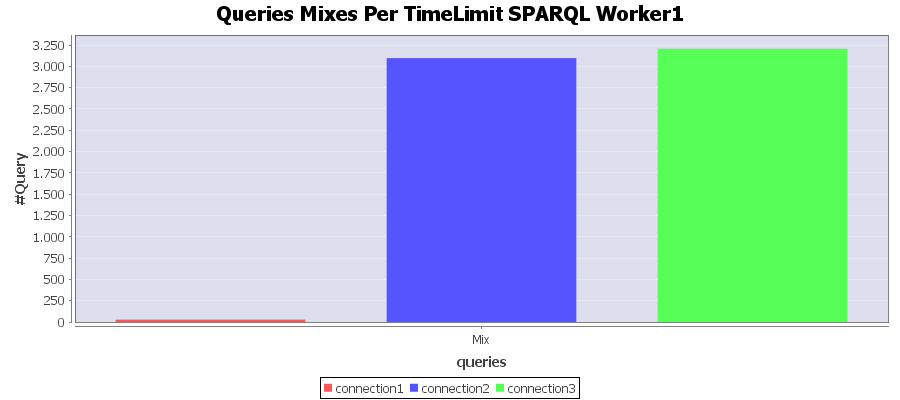 Queries Mixes Per TimeLimit SPARQL Worker1
#Query
3.250
3.000
2.750
2.500
2.250
2.000
1.750
1.500
1.250
1.000
750
500
250
0
Mix
queries
connection1 connection2 connection3